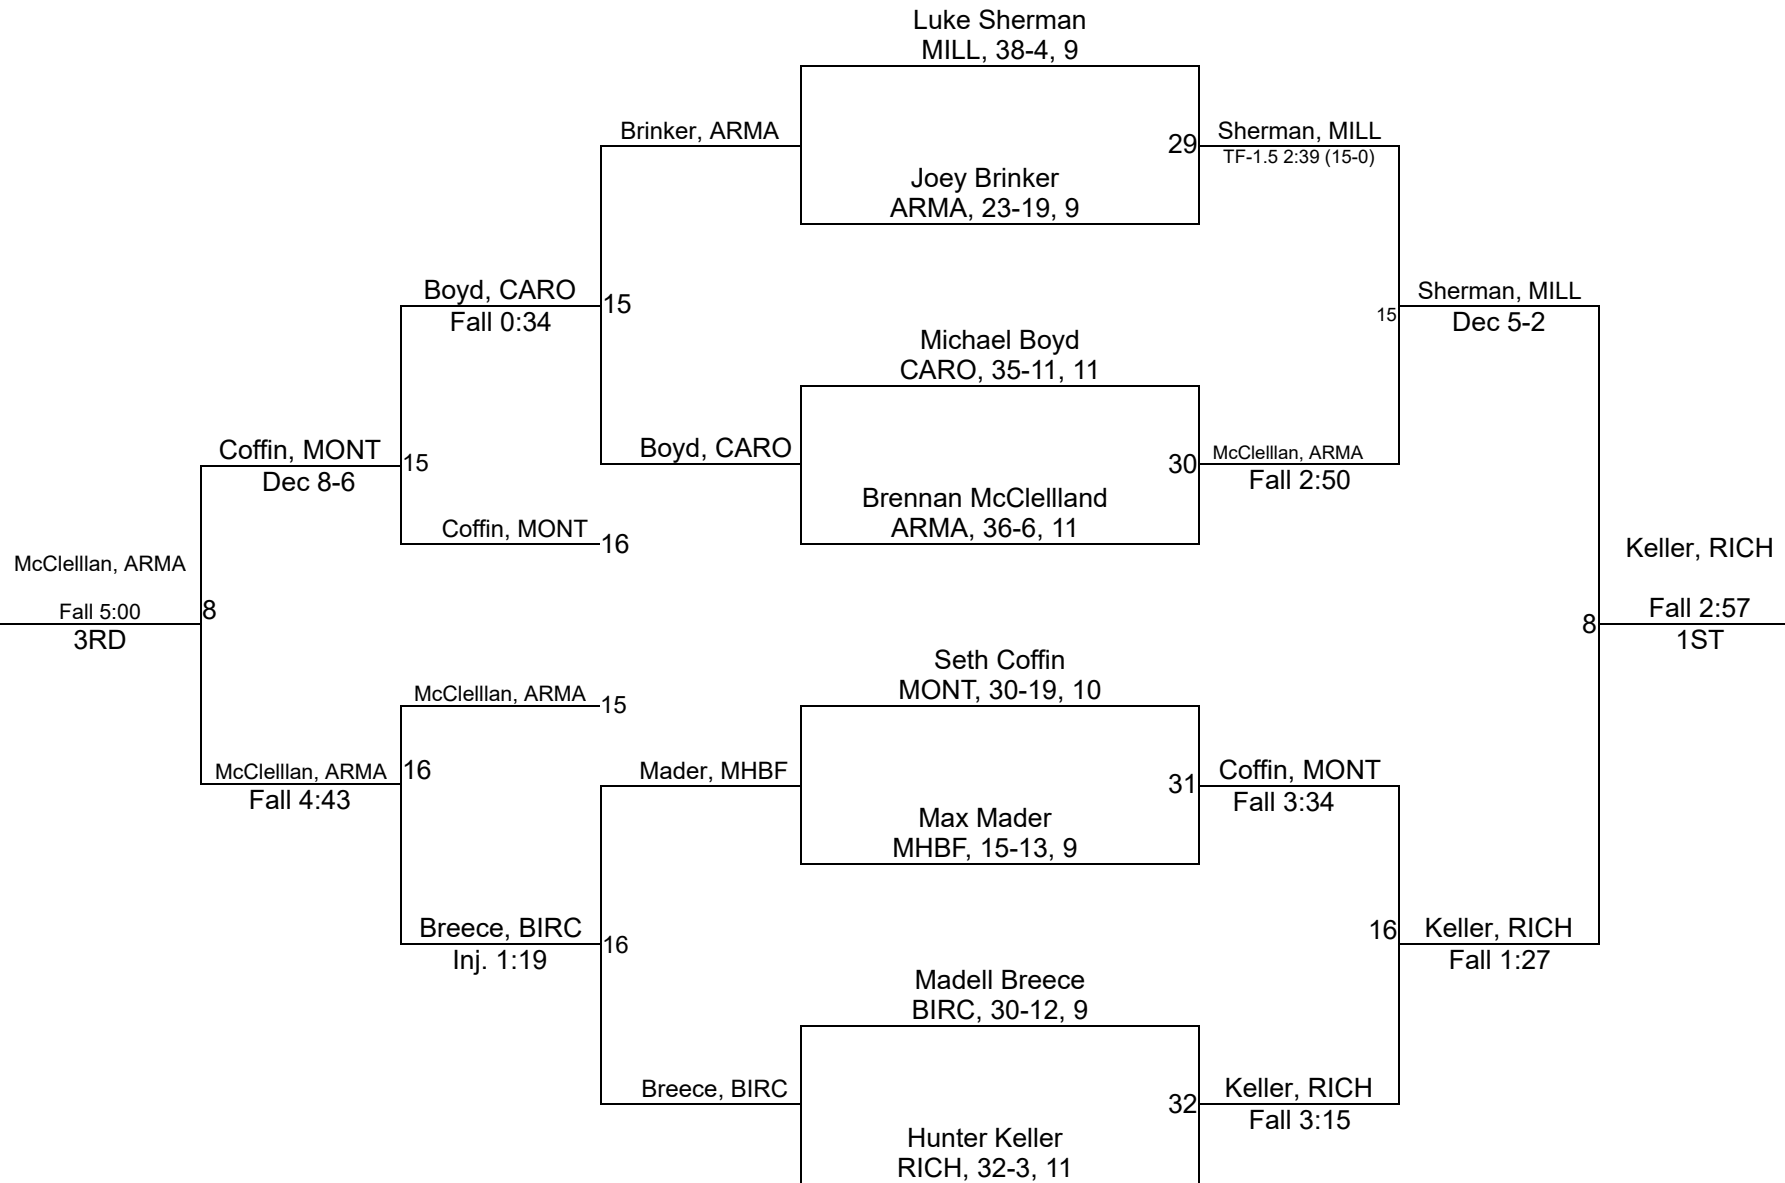 Luke Sherman
MILL, 38-4, 9
Brinker, ARMA
29
Sherman, MILL
TF-1.5 2:39 (15-0)
Joey Brinker
ARMA, 23-19, 9
Boyd, CARO
Fall 0:34
15
Sherman, MILL
Dec 5-2
15
Michael Boyd
CARO, 35-11, 11
Coffin, MONT
Dec 8-6
15
Boyd, CARO
30
McClelllan, ARMA
Fall 2:50
Brennan McClellland
ARMA, 36-6, 11
Coffin, MONT
16
McClelllan, ARMA
Fall 5:00
3RD
8
Keller, RICH
Fall 2:57
1ST
8
Seth Coffin
MONT, 30-19, 10
McClelllan, ARMA
15
McClelllan, ARMA
Fall 4:43
16
Mader, MHBF
31
Coffin, MONT
Fall 3:34
Max Mader
MHBF, 15-13, 9
Breece, BIRC
Inj. 1:19
16
16
Keller, RICH
Fall 1:27
Madell Breece
BIRC, 30-12, 9
Breece, BIRC
32
Keller, RICH
Fall 3:15
Hunter Keller
RICH, 32-3, 11